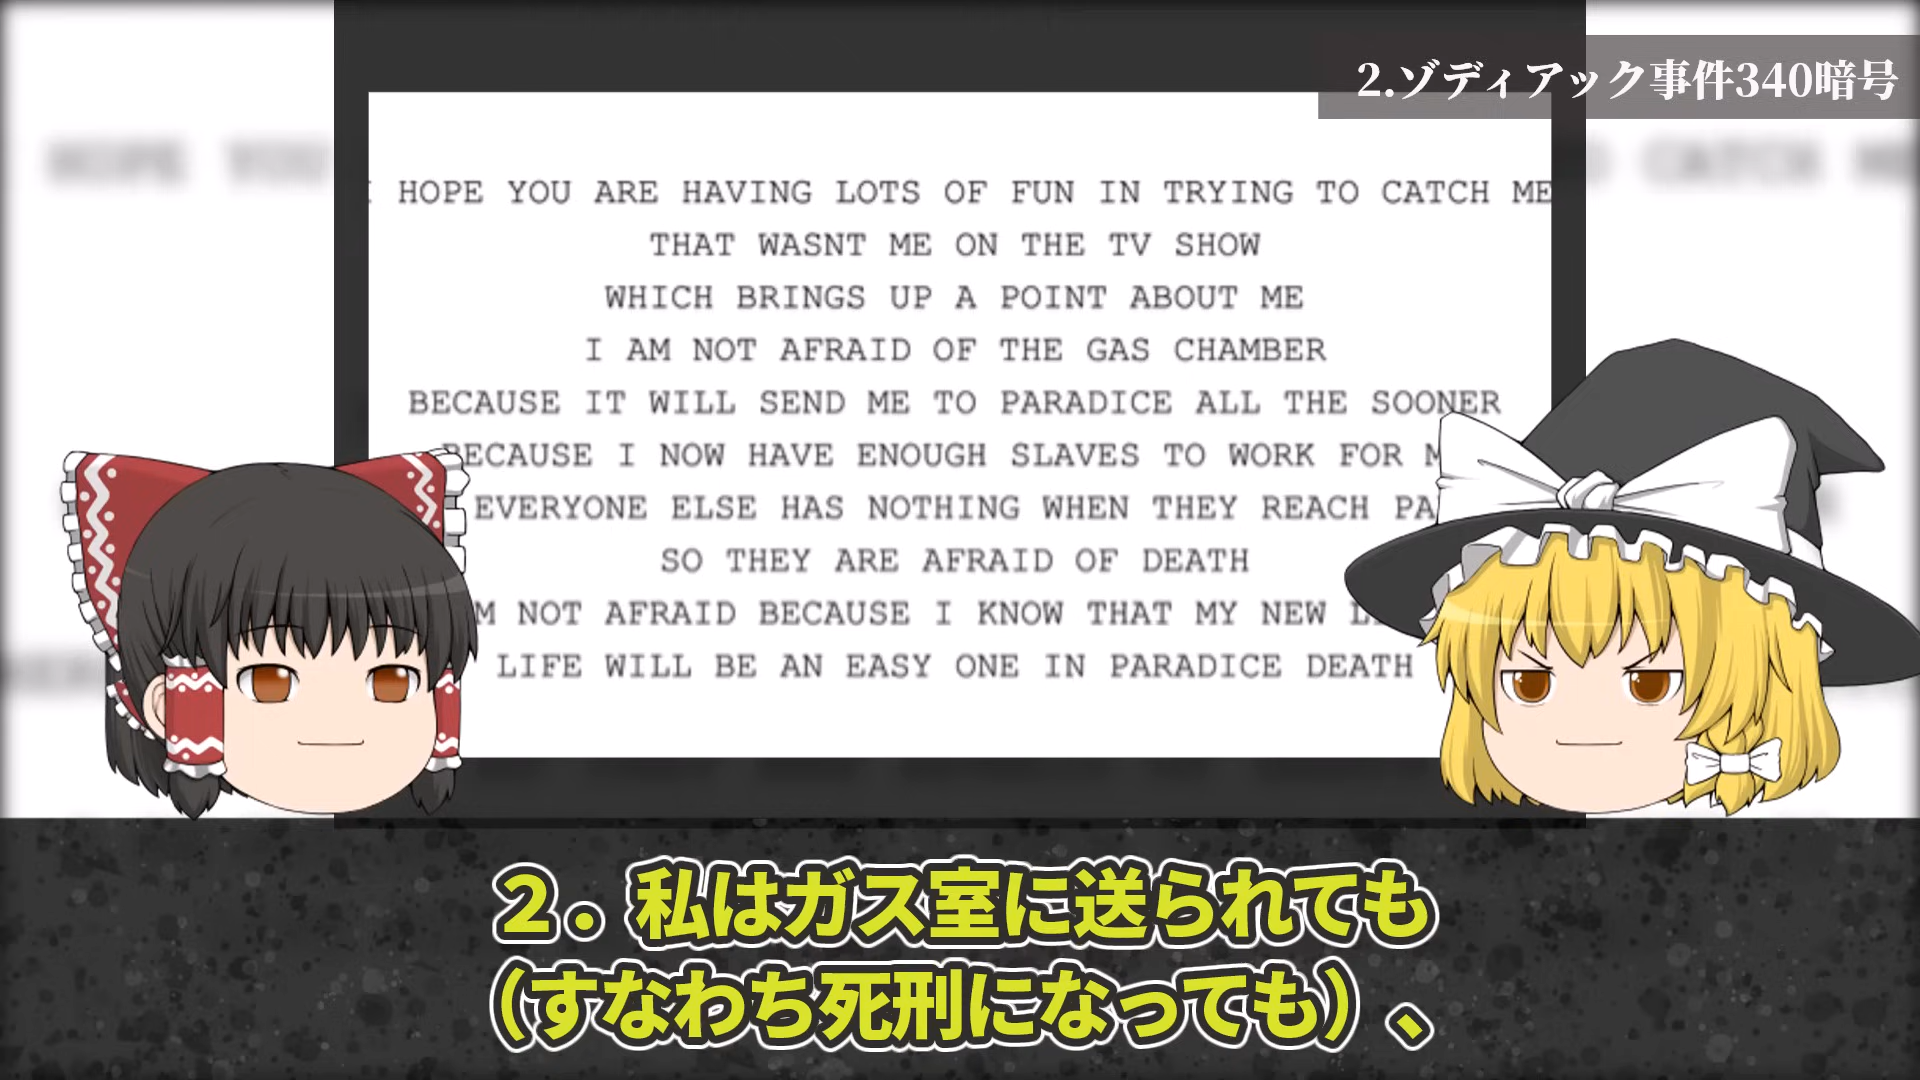 2.ゾディアック事件340暗号
I HOPE YOU ARE HAVING LOTS OF FUN IN TRYING TO CATCH ME
THAT WASNT ME ON THE TV SHOW
WHICH BRINGS UP A POINT ABOUT ME
I AM NOT AFRAID OF THE GAS CHAMBER
BECAUSE IT WILL SEND ME TO PARADICE ALL THE SOONER
BECAUSE I NOW HAVE ENOUGH SLAVES TO WORK FOR
EVERYONE ELSE HAS NOTHING WHEN THEY REACH
SO THEY ARE AFRAID OF DEATH
NOT AFRAID BECAUSE I KNOW THAT MY NEW
LIFE WILL BE AN EASY ONE IN PARADICE DEATH
２．私はガス室に送られても
（すなわち死刑になっても）、